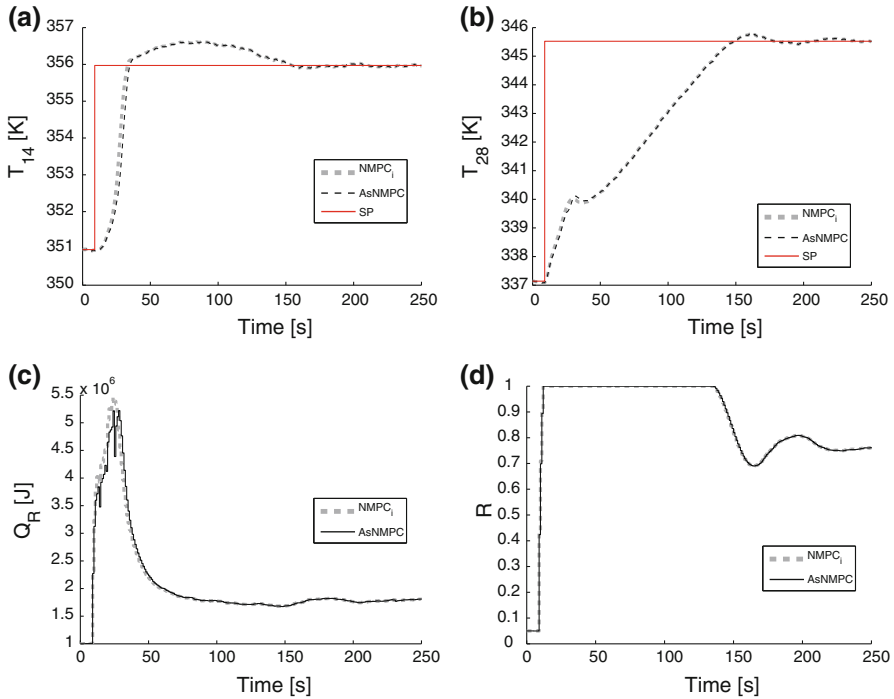 (a)
357
356
355
354
353
352
351
350
T14 [K]
0 50 100 150 200 250
Time [s]
NMPCi
AsNMPC
SP
(b)
346
345
344
343
342
341
340
339
338
337
T28 [K]
0 50 100 150 200 250
Time [s]
NMPCi
AsNMPC
SP
(c)
x 10^6
5.5
5
4.5
4
3.5
3
2.5
2
1.5
1
QR [J]
0 50 100 150 200 250
Time [s]
NMPCi
AsNMPC
(d)
1
0.9
0.8
0.7
0.6
0.5
0.4
0.3
0.2
0.1
0
R
0 50 100 150 200 250
Time [s]
NMPCi
AsNMPC